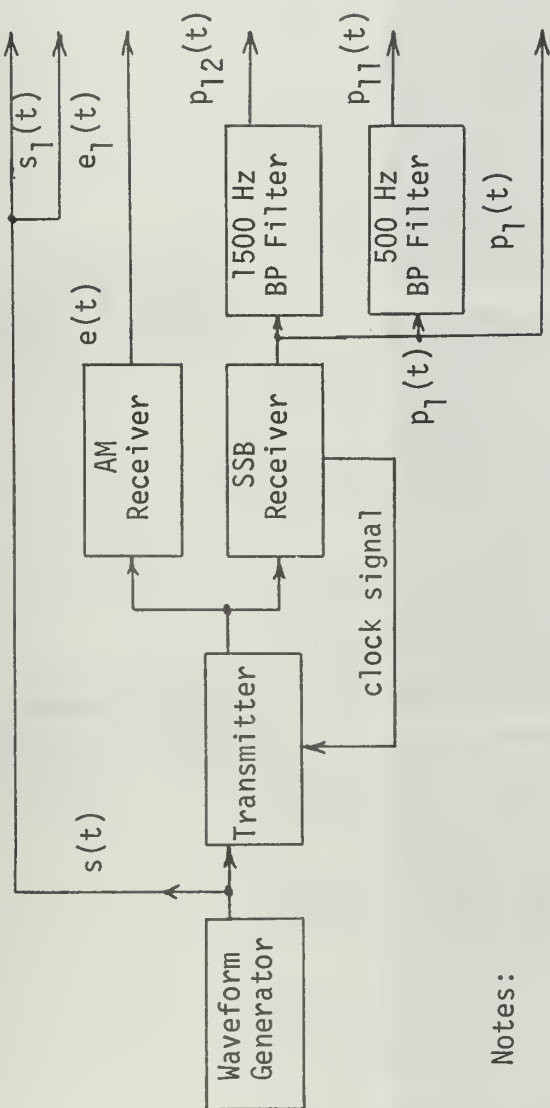 s(t)
s1(t)
e(t)
e1(t)
Waveform
Generator
Transmitter
AM
Receiver
SSB
Receiver
clock signal
1500 Hz
BP Filter
p12(t)
500 Hz
BP Filter
p11(t)
p1(t)
p1(t)
Notes: